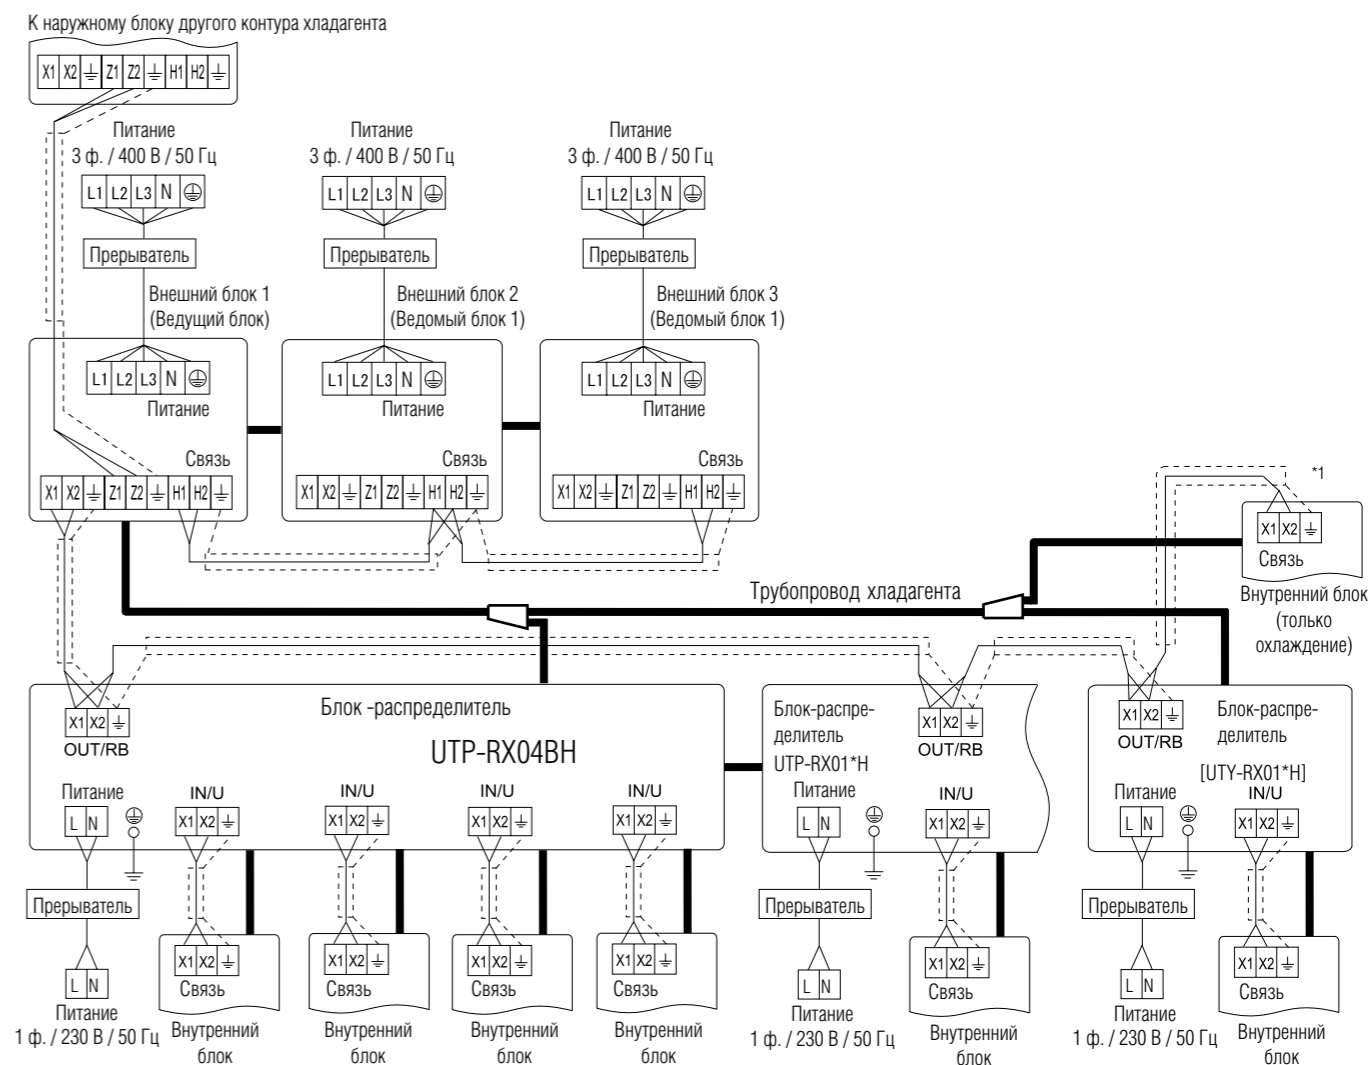 К наружному блоку другого контура хладагента
X1 X2 Z1 Z2 H1 H2
Питание
3 ф. / 400 В / 50 Гц
Питание
3 ф. / 400 В / 50 Гц
Питание
3 ф. / 400 В / 50 Гц
L1 L2 L3 N
L1 L2 L3 N
L1 L2 L3 N
Прерыватель
Прерыватель
Прерыватель
Внешний блок 1
(Ведущий блок)
Внешний блок 2
(Ведомый блок 1)
Внешний блок 3
(Ведомый блок 1)
L1 L2 L3 N
Питание
L1 L2 L3 N
Питание
L1 L2 L3 N
Питание
Связь
X1 X2 Z1 Z2 H1 H2
Связь
X1 X2 Z1 Z2 H1 H2
Связь
X1 X2 Z1 Z2 H1 H2
*1
X1 X2
Связь
Внутренний блок
(только
охлаждение)
Трубопровод хладагента
X1 X2
OUT/RB
Блок -распределитель
UTP-RX04BH
Питание
L N
IN/U
X1 X2
IN/U
X1 X2
IN/U
X1 X2
IN/U
X1 X2
Блок-распре-
делитель
UTP-RX01*H
X1 X2
OUT/RB
Питание
L N
IN/U
X1 X2
X1 X2
OUT/RB
Блок-распре-
делитель
[UTY-RX01*H]
Питание
L N
IN/U
X1 X2
Прерыватель
Прерыватель
Прерыватель
L N
Питание
1 ф. / 230 В / 50 Гц
X1 X2
Связь
Внутренний
блок
X1 X2
Связь
Внутренний
блок
X1 X2
Связь
Внутренний
блок
X1 X2
Связь
Внутренний
блок
L N
Питание
1 ф. / 230 В / 50 Гц
X1 X2
Связь
Внутренний
блок
L N
Питание
1 ф. / 230 В / 50 Гц
X1 X2
Связь
Внутренний
блок